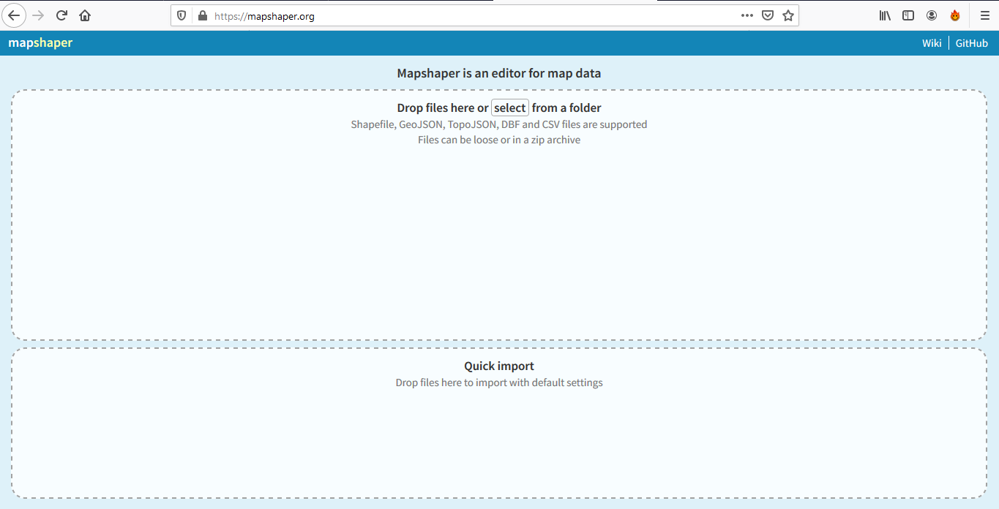 https://mapshaper.org
mapshaper
Wiki
GitHub
Mapshaper is an editor for map data
Drop files here or select from a folder
Shapefile, GeoJSON, TopoJSON, DBF and CSV files are supported
Files can be loose or in a zip archive
Quick import
Drop files here to import with default settings